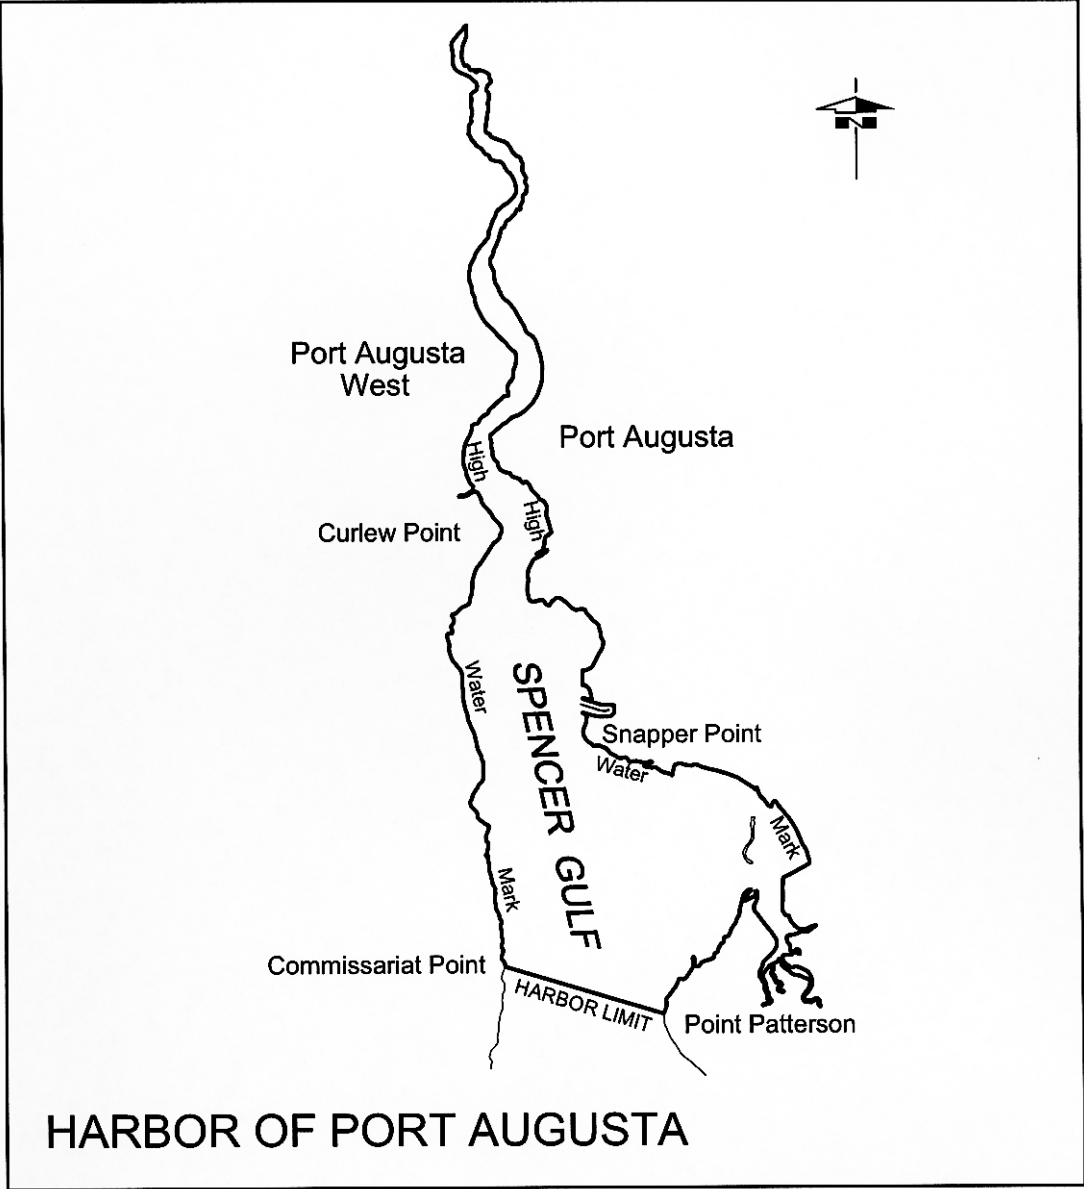 N
Port Augusta
West
Port Augusta
High
High
Curlew Point
Water
SPENCER GULF
Snapper Point
Water
Mark
Mark
Commissariat Point
HARBOR LIMIT
Point Patterson
HARBOR OF PORT AUGUSTA